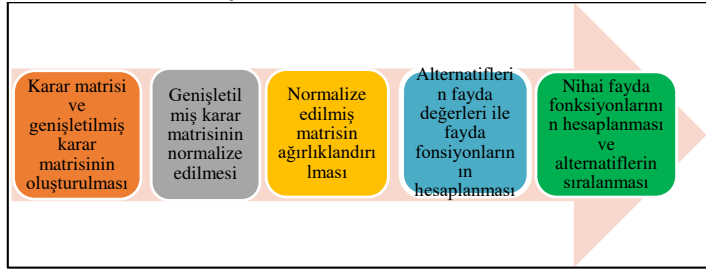 Karar matrisi
ve
genişletilmiş
karar
matrisinin
oluşturulması
Genişletil
miş karar
matrisinin
normalize
edilmesi
Normalize
edilmiş
matrisin
ağırlıklandırı
lması
Alternatifleri
n fayda
değerleri ile
fayda
fonsiyonların
ın
hesaplanması
Nihai fayda
fonksiyonlarını
n hesaplanması
ve
alternatiflerin
sıralanması